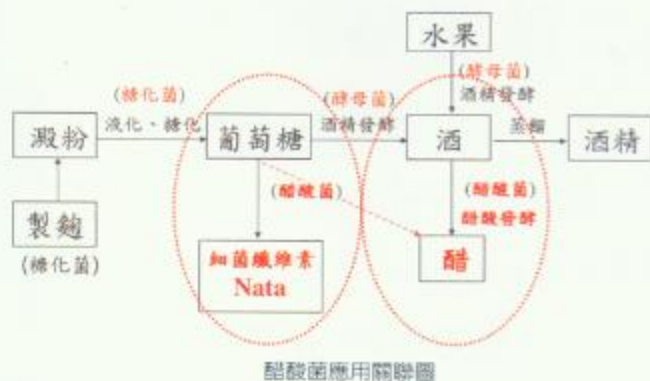 水果
(糖化菌)
(酵母菌)
(酵母菌)
酒精發酵
澱粉
液化、糖化
葡萄糖
酒精發酵
酒
蒸餾
酒精
(醋酸菌)
(醋酸菌)
醋酸發酵
製麴
(糖化菌)
細菌纖維素
Nata
醋
醋酸菌應用關聯圖